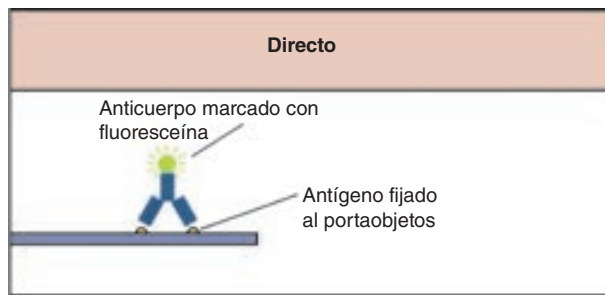 Directo
Anticuerpo marcado con
fluoresceína
Antígeno fijado
al portaobjetos